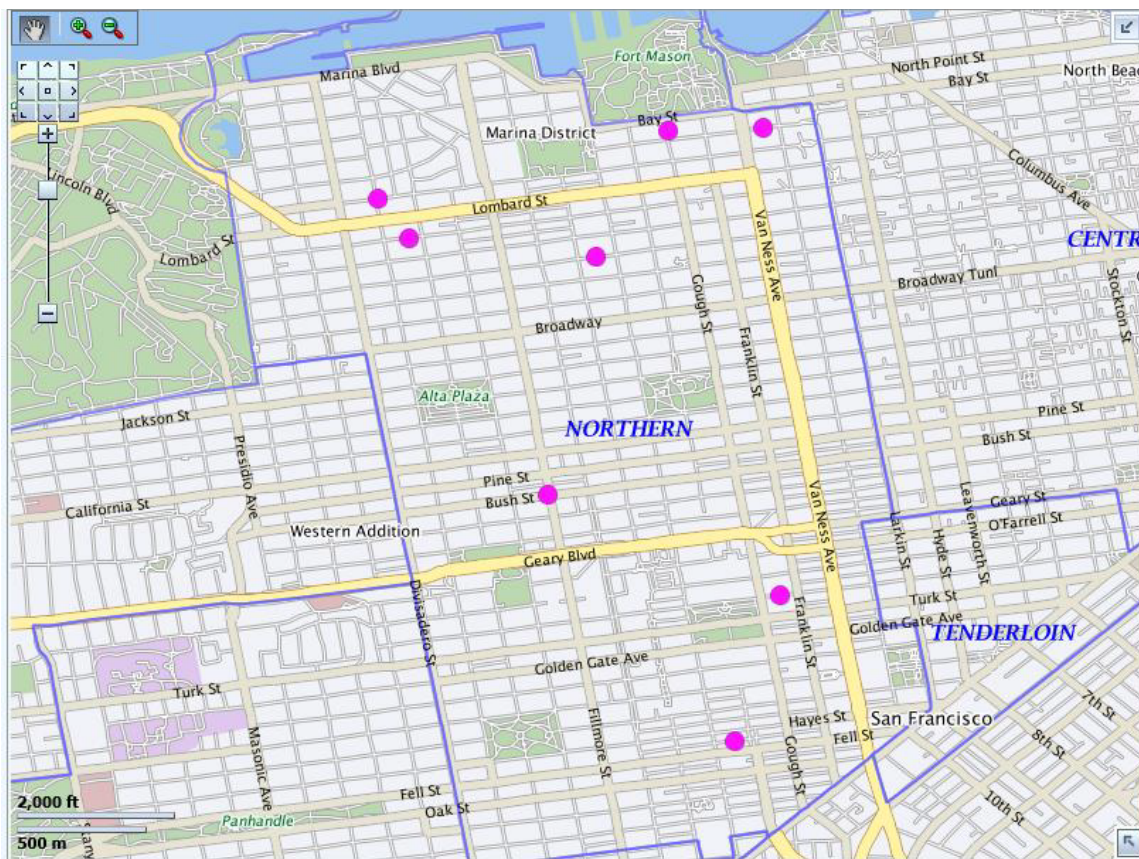 Fort Mason
North Point St
Bay St
North Beac
Marina Blvd
Bay St
Marina District
Columbus Ave
Lincoln Blvd
Lombard St
Lombard St
Van Ness Ave
CENTR
Broadway Tunl
Stockton St
Gough St
Broadway
Franklin St
Alta Plaza
Jackson St
NORTHERN
Pine St
Bush St
Presidio Ave
Pine St
Bush St
California St
Van Ness Ave
Larkin St
Hyde St
Leavenworth St
Geary St
O'Farrell St
Western Addition
Geary Blvd
Divisadero St
Turk St
Golden Gate Ave
TENDERLOIN
Franklin St
Golden Gate Ave
Turk St
Masonic Ave
Fillmore St
Hayes St
Fell St
San Francisco
Gough St
7th St
8th St
10th St
Fell St
Oak St
Panhandle
2,000 ft
500 m